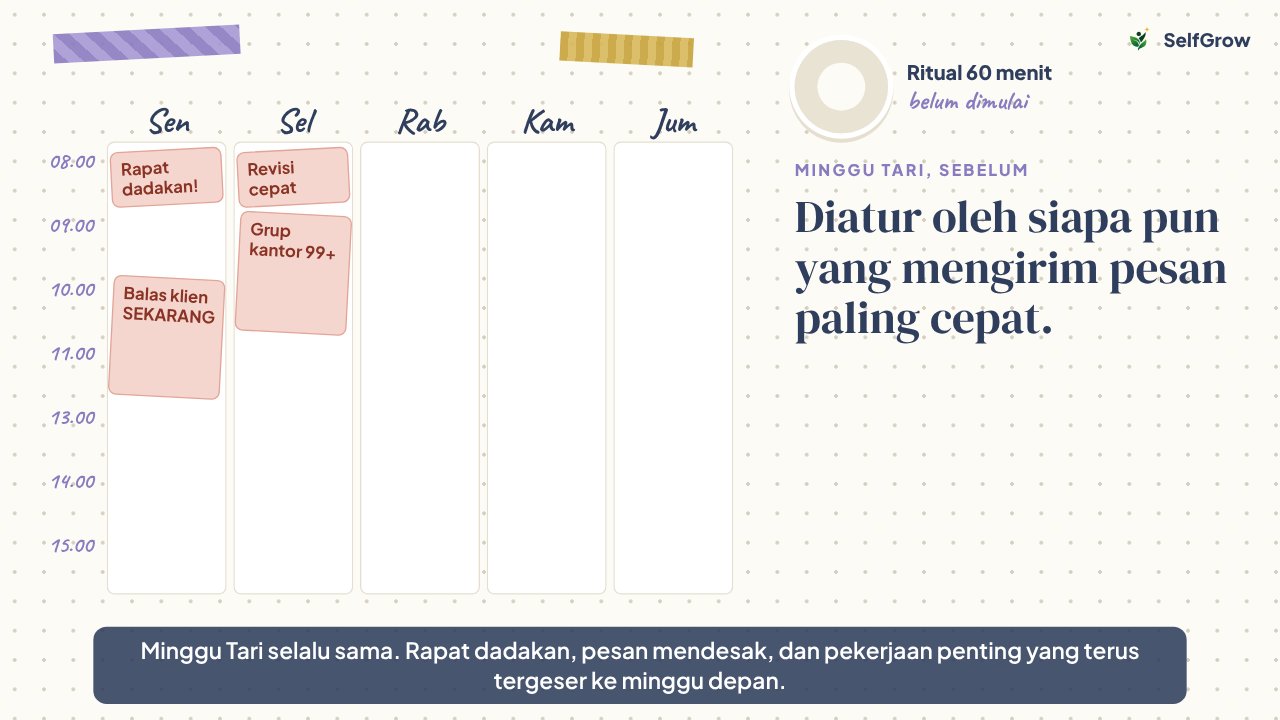 SelfGrow
Ritual 60 menit
belum dimulai
Sen
Sel
Rab
Kam
Jum
08:00
09.00
10.00
11.00
13.00
14.00
15:00
Rapat
dadakan!
Balas klien
SEKARANG
Revisi
cepat
Grup
kantor 99+
MINGGU TARI, SEBELUM
Diatur oleh siapa pun
yang mengirim pesan
paling cepat.
Minggu Tari selalu sama. Rapat dadakan, pesan mendesak, dan pekerjaan penting yang terus
tergeser ke minggu depan.